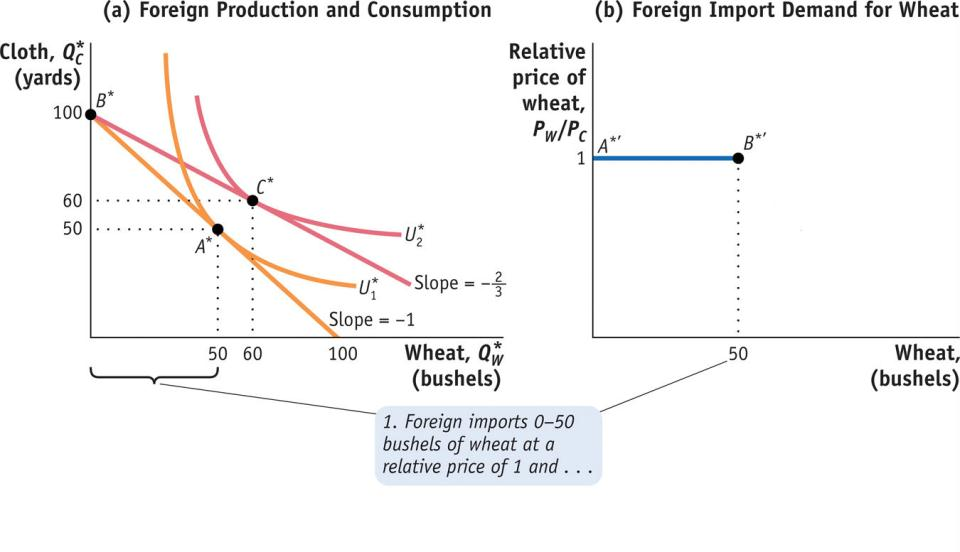 (a) Foreign Production and Consumption
Cloth, Q*C
(yards)
B*
100
60
50
C*
A*
U*2
Slope = −2/3
U*1
Slope = −1
50 60 100
Wheat, Q*W
(bushels)
(b) Foreign Import Demand for Wheat
Relative
price of
wheat,
PW/PC
1
A*′
B*′
50
Wheat,
(bushels)
1. Foreign imports 0–50
bushels of wheat at a
relative price of 1 and . . .